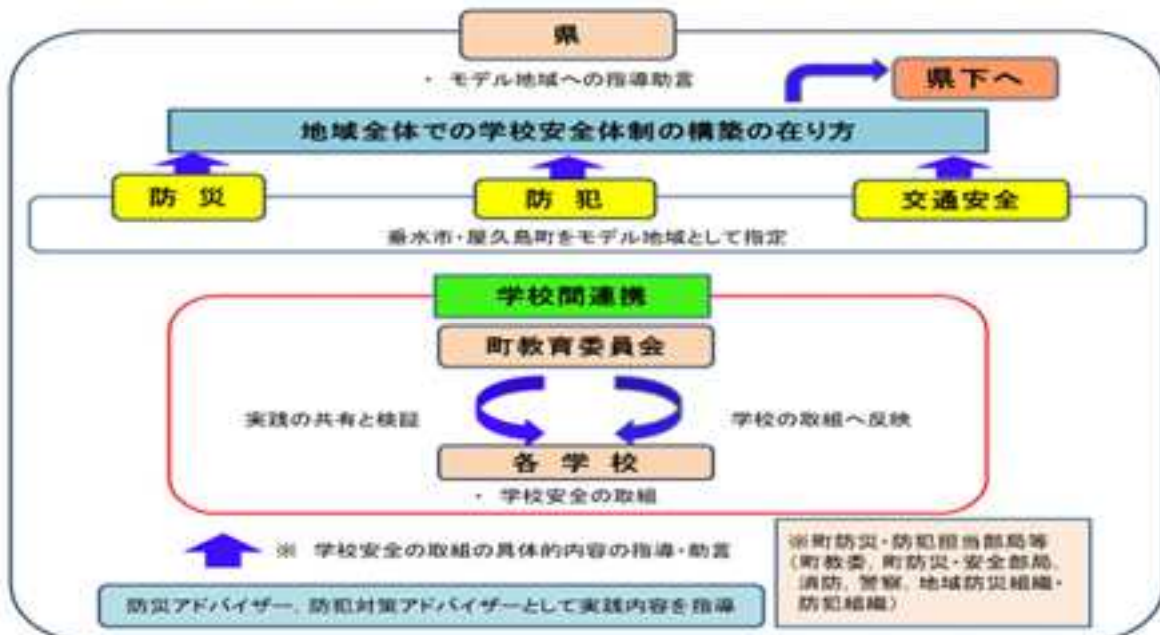 県
・ モデル地域への指導助言
県下へ
地域全体での学校安全体制の構築の在り方
防 災
防 犯
交通安全
垂水市・屋久島町をモデル地域として指定
学校間連携
町教育委員会
実践の共有と検証
学校の取組へ反映
各 学 校
・ 学校安全の取組
※ 学校安全の取組の具体的内容の指導・助言
※町防災・防犯担当部局等
(町教委, 町防災・安全部局,
消防, 警察, 地域防災組織・
防犯組織)
防災アドバイザー、防犯対策アドバイザーとして実践内容を指導